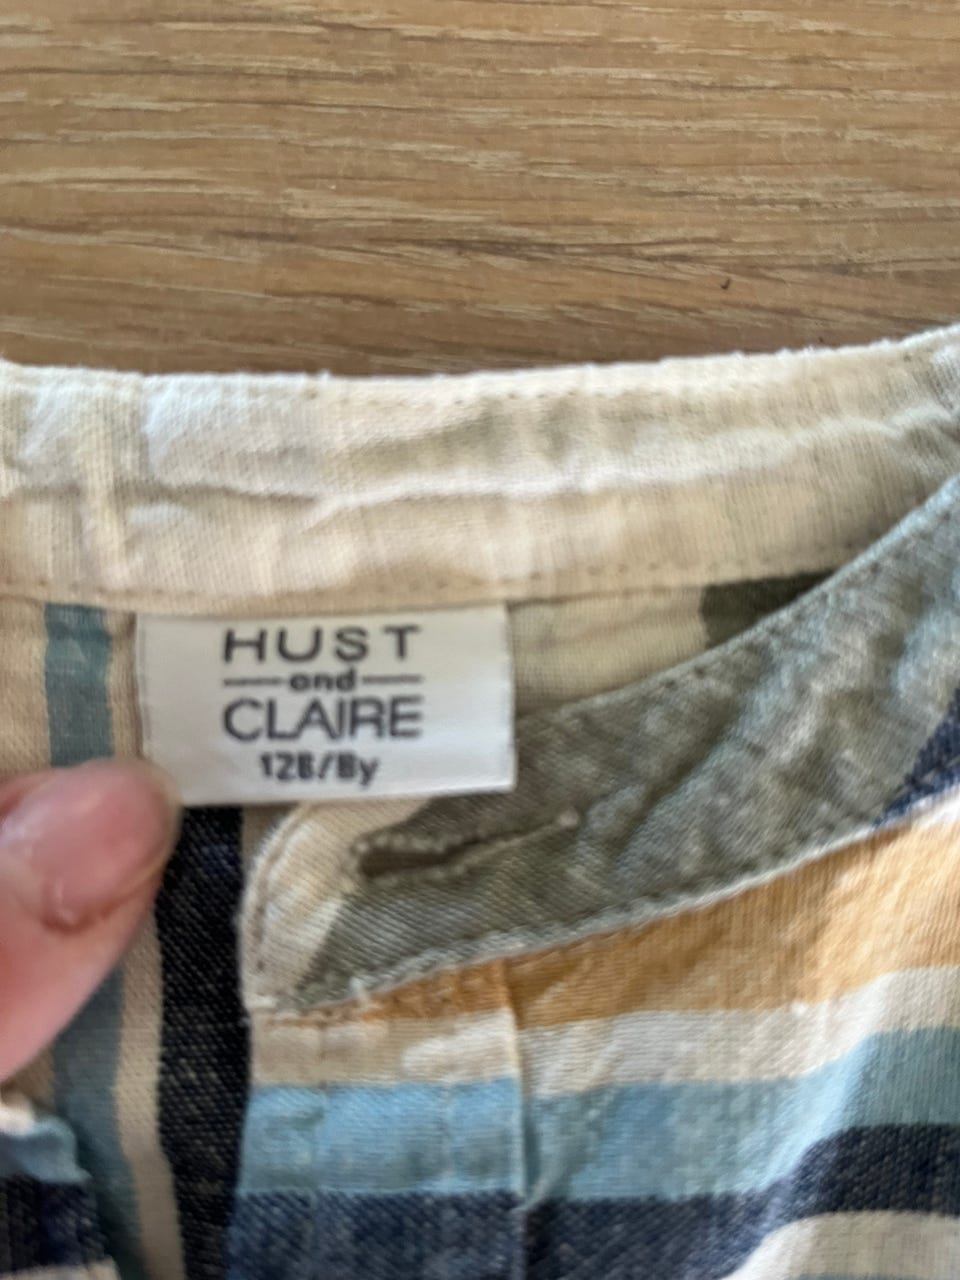 HUST
and
CLAIRE
128/8y